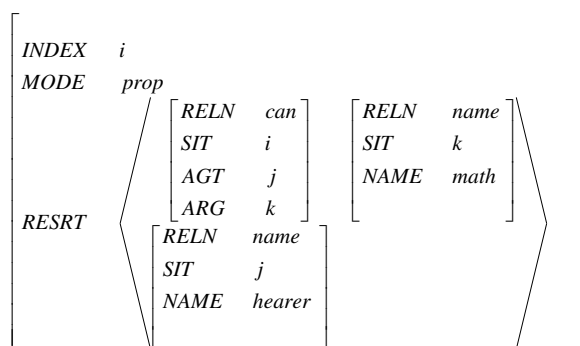 INDEX i
MODE prop
RESRT
RELN can
SIT i
AGT j
ARG k
RELN name
SIT k
NAME math
RELN name
SIT j
NAME hearer